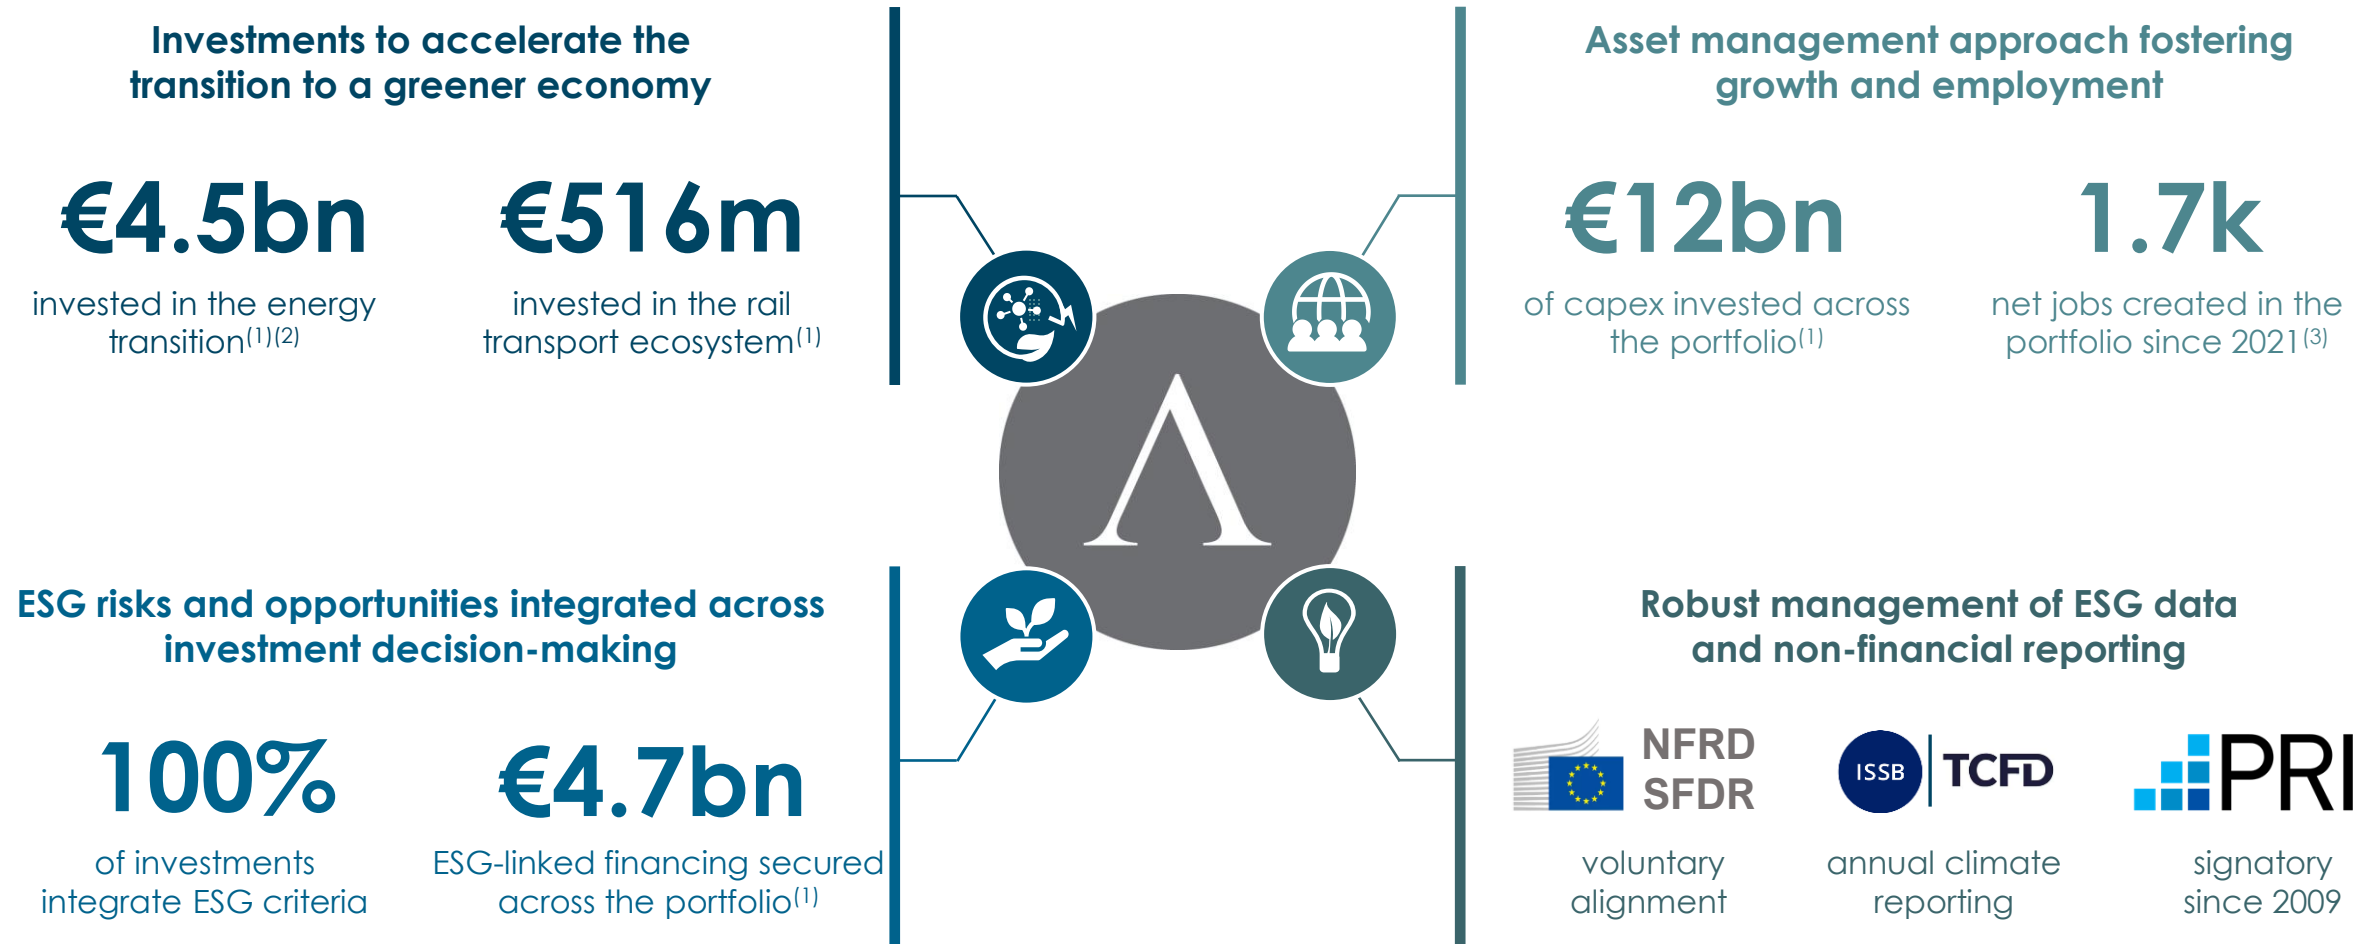 Investments to accelerate the
transition to a greener economy
€4.5bn
invested in the energy
transition(1)(2)
€516m
invested in the rail
transport ecosystem(1)
Asset management approach fostering
growth and employment
€12bn
of capex invested across
the portfolio(1)
1.7k
net jobs created in the
portfolio since 2021(3)
Λ
ESG risks and opportunities integrated across
investment decision-making
100%
of investments
integrate ESG criteria
€4.7bn
ESG-linked financing secured
across the portfolio(1)
Robust management of ESG data
and non-financial reporting
NFRD
SFDR
voluntary
alignment
ISSB TCFD
annual climate
reporting
PRI
signatory
since 2009